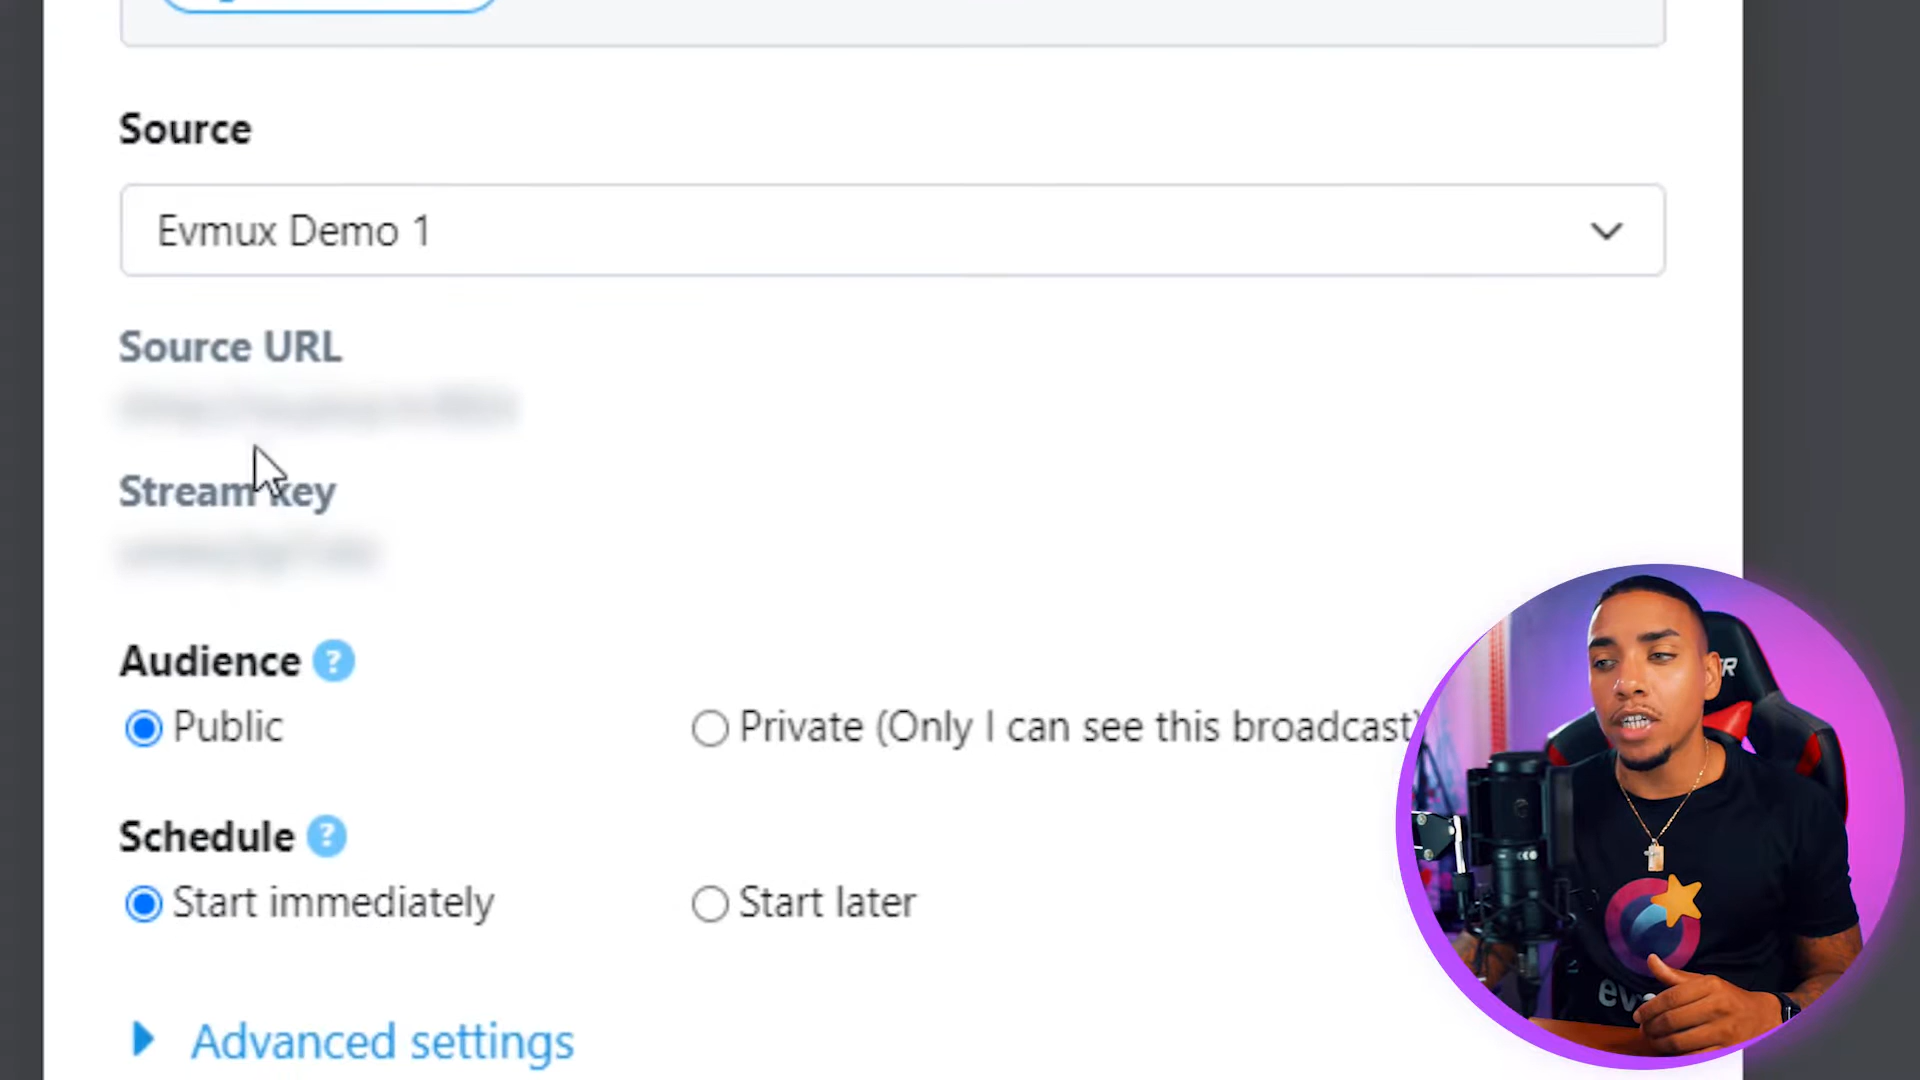 Source
Evmux Demo 1
Source URL
Stream key
Audience ?
Public
Private (Only I can see this broadcast)
Schedule ?
Start immediately
Start later
Advanced settings